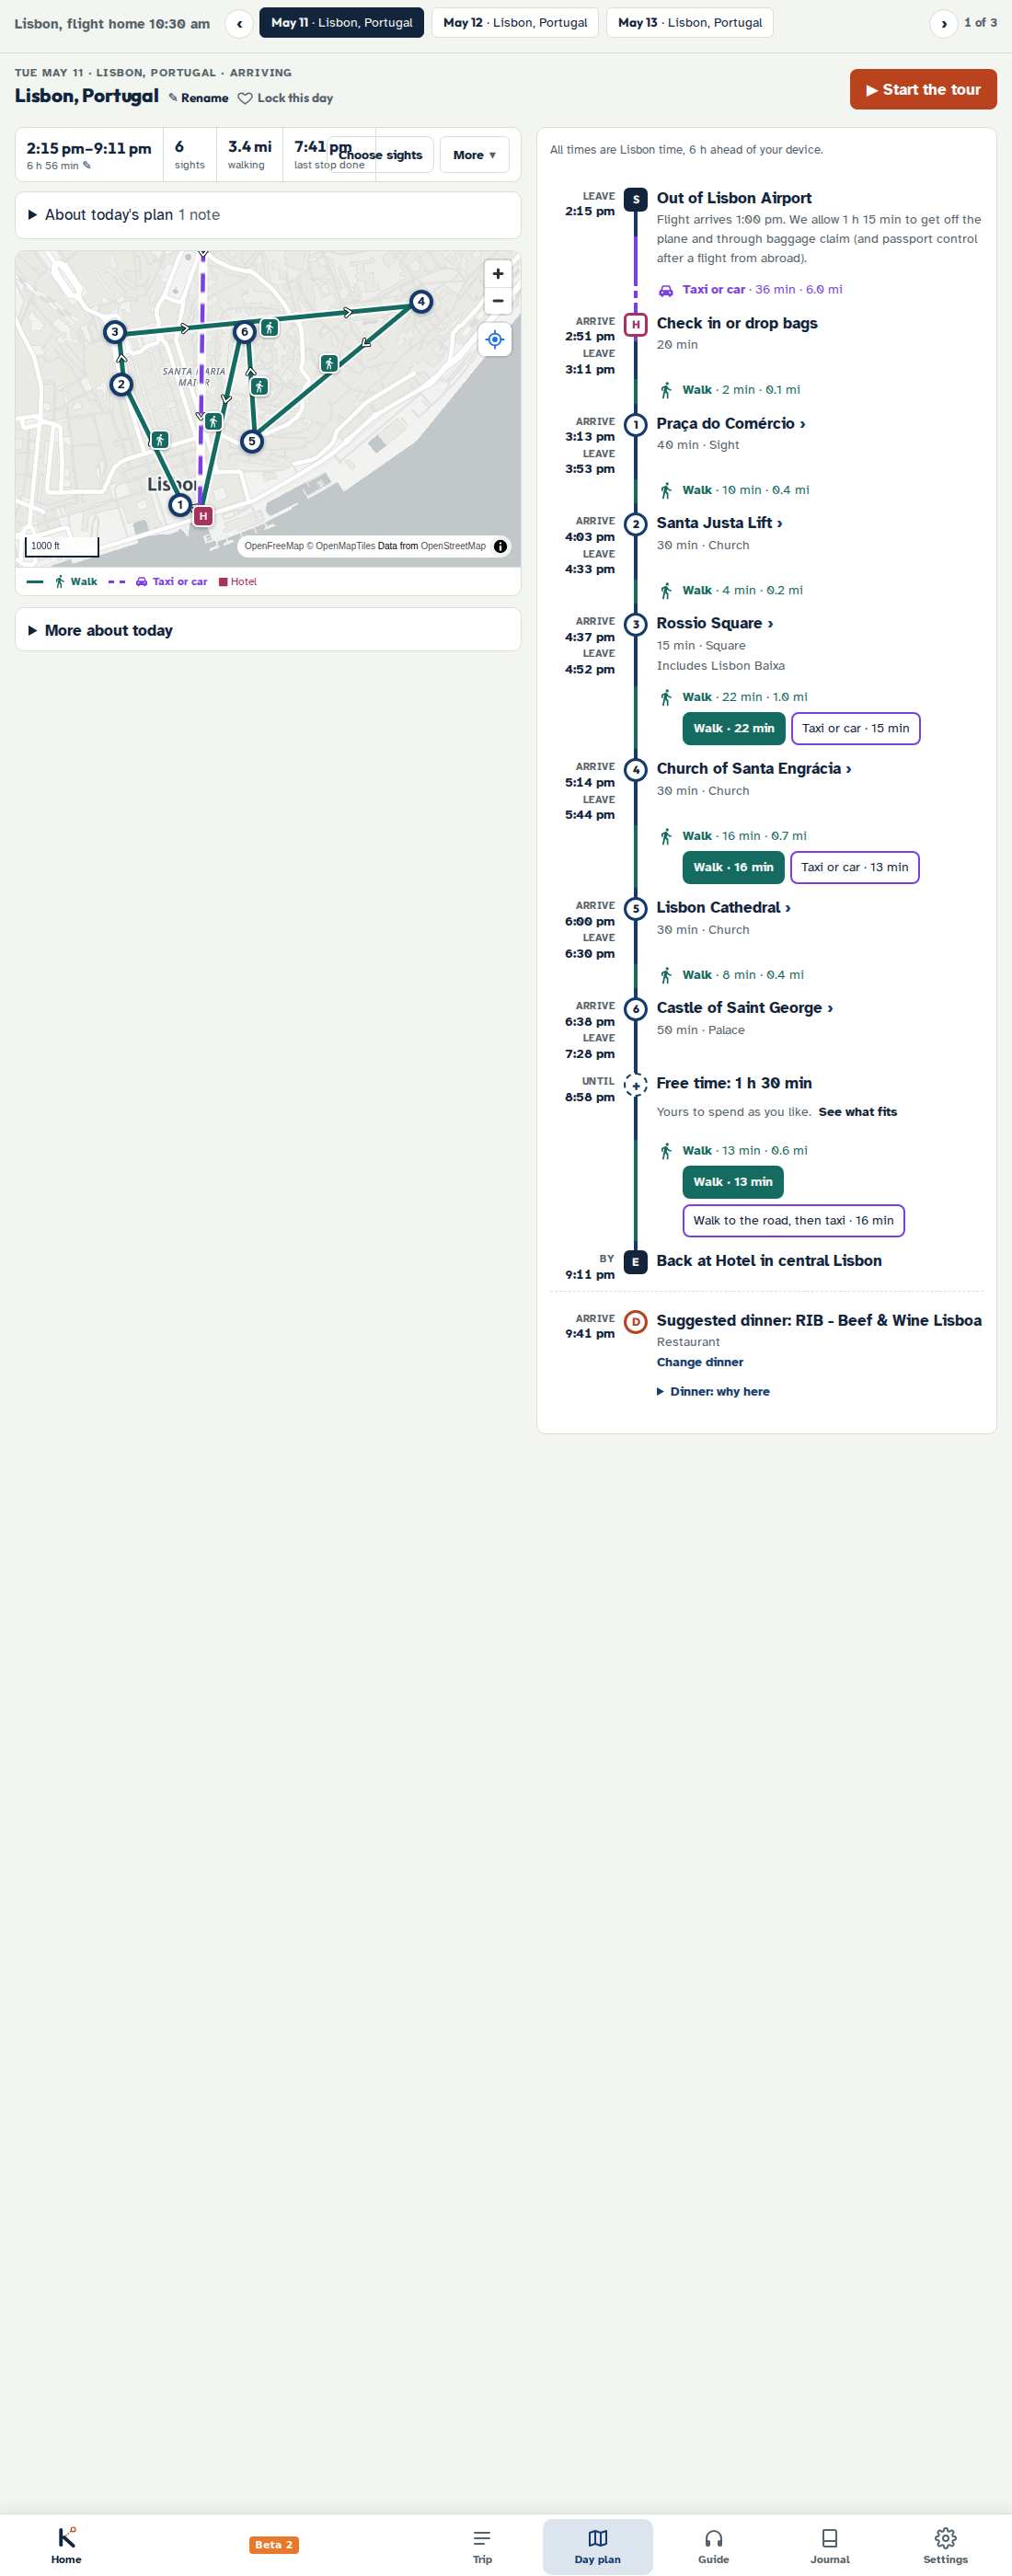 Lisbon, flight home 10:30 am
‹
May 11 · Lisbon, Portugal
May 12 · Lisbon, Portugal
May 13 · Lisbon, Portugal
›
1 of 3
TUE MAY 11 · LISBON, PORTUGAL · ARRIVING
Lisbon, Portugal ✎ Rename Lock this day
▶ Start the tour
2:15 pm–9:11 pm
6 h 56 min ✎
6
sights
3.4 mi
walking
7:41 pm
last stop done
Choose sights
More ▾
▶ About today's plan 1 note
+
−
3
6
4
2
5
1
H
SANTA MARIA
Lisbon
1000 ft
OpenFreeMap © OpenMapTiles Data from OpenStreetMap
Walk
Taxi or car
Hotel
▶ More about today
All times are Lisbon time, 6 h ahead of your device.
LEAVE
2:15 pm
S
Out of Lisbon Airport
Flight arrives 1:00 pm. We allow 1 h 15 min to get off the
plane and through baggage claim (and passport control
after a flight from abroad).
Taxi or car · 36 min · 6.0 mi
ARRIVE
2:51 pm
LEAVE
3:11 pm
H
Check in or drop bags
20 min
Walk · 2 min · 0.1 mi
ARRIVE
3:13 pm
LEAVE
3:53 pm
1
Praça do Comércio ›
40 min · Sight
Walk · 10 min · 0.4 mi
ARRIVE
4:03 pm
LEAVE
4:33 pm
2
Santa Justa Lift ›
30 min · Church
Walk · 4 min · 0.2 mi
ARRIVE
4:37 pm
LEAVE
4:52 pm
3
Rossio Square ›
15 min · Square
Includes Lisbon Baixa
Walk · 22 min · 1.0 mi
Walk · 22 min
Taxi or car · 15 min
ARRIVE
5:14 pm
LEAVE
5:44 pm
4
Church of Santa Engrácia ›
30 min · Church
Walk · 16 min · 0.7 mi
Walk · 16 min
Taxi or car · 13 min
ARRIVE
6:00 pm
LEAVE
6:30 pm
5
Lisbon Cathedral ›
30 min · Church
Walk · 8 min · 0.4 mi
ARRIVE
6:38 pm
LEAVE
7:28 pm
6
Castle of Saint George ›
50 min · Palace
UNTIL
8:58 pm
+
Free time: 1 h 30 min
Yours to spend as you like. See what fits
Walk · 13 min · 0.6 mi
Walk · 13 min
Walk to the road, then taxi · 16 min
BY
9:11 pm
E
Back at Hotel in central Lisbon
ARRIVE
9:41 pm
D
Suggested dinner: RIB - Beef & Wine Lisboa
Restaurant
Change dinner
▶ Dinner: why here
Home
Beta 2
Trip
Day plan
Guide
Journal
Settings